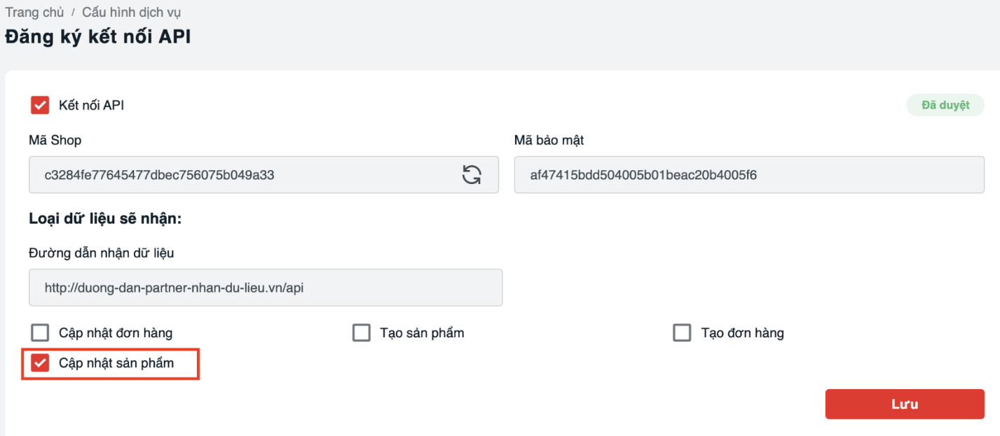 Trang chủ / Cấu hình dịch vụ
Đăng ký kết nối API
Kết nối API
Đã duyệt
Mã Shop
Mã bảo mật
c3284fe77645477dbec756075b049a33
af47415bdd504005b01beac20b4005f6
Loại dữ liệu sẽ nhận:
Đường dẫn nhận dữ liệu
http://duong-dan-partner-nhan-du-lieu.vn/api
Cập nhật đơn hàng
Tạo sản phẩm
Tạo đơn hàng
Cập nhật sản phẩm
Lưu